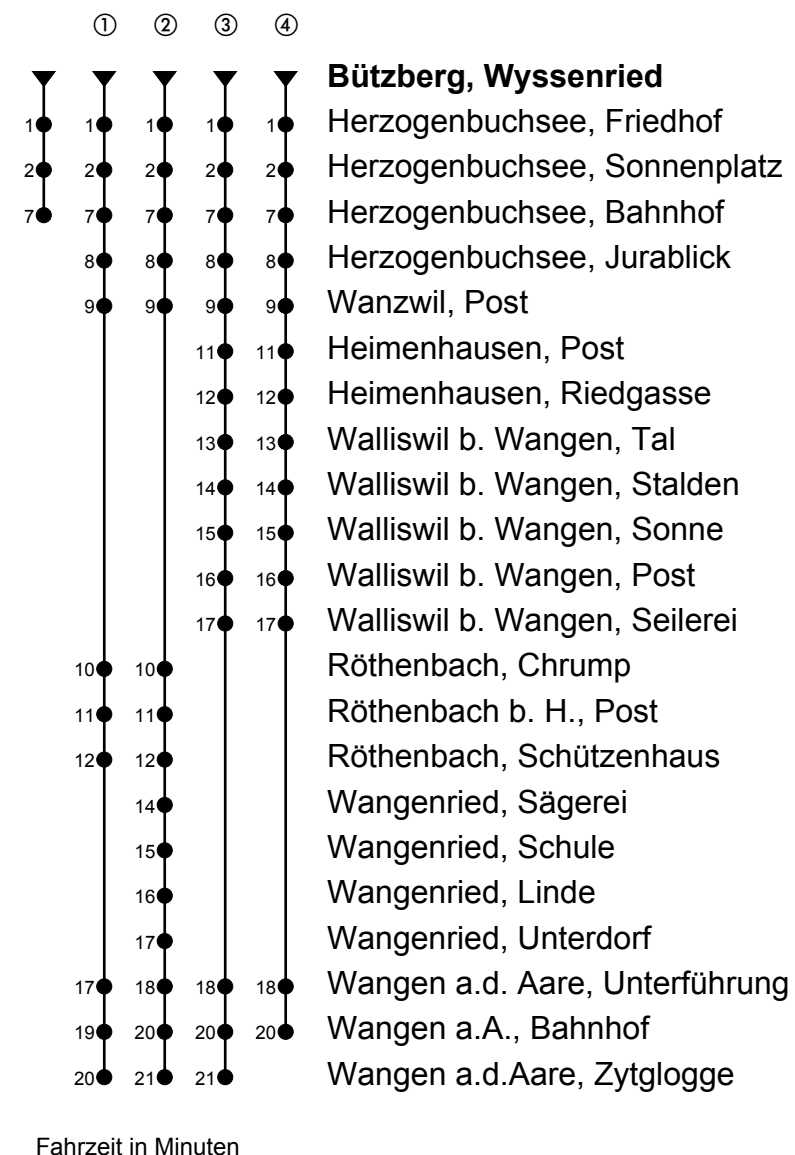 ① ② ③ ④
Bützberg, Wyssenried
1 1 1 1 1 Herzogenbuchsee, Friedhof
2 2 2 2 2 Herzogenbuchsee, Sonnenplatz
7 7 7 7 7 Herzogenbuchsee, Bahnhof
8 8 8 8 Herzogenbuchsee, Jurablick
9 9 9 9 Wanzwil, Post
11 11 Heimenhausen, Post
12 12 Heimenhausen, Riedgasse
13 13 Walliswil b. Wangen, Tal
14 14 Walliswil b. Wangen, Stalden
15 15 Walliswil b. Wangen, Sonne
16 16 Walliswil b. Wangen, Post
17 17 Walliswil b. Wangen, Seilerei
10 10 Röthenbach, Chrump
11 11 Röthenbach b. H., Post
12 12 Röthenbach, Schützenhaus
14 Wangenried, Sägerei
15 Wangenried, Schule
16 Wangenried, Linde
17 Wangenried, Unterdorf
17 18 18 18 Wangen a.d. Aare, Unterführung
19 20 20 20 Wangen a.A., Bahnhof
20 21 21 Wangen a.d.Aare, Zytglogge
Fahrzeit in Minuten